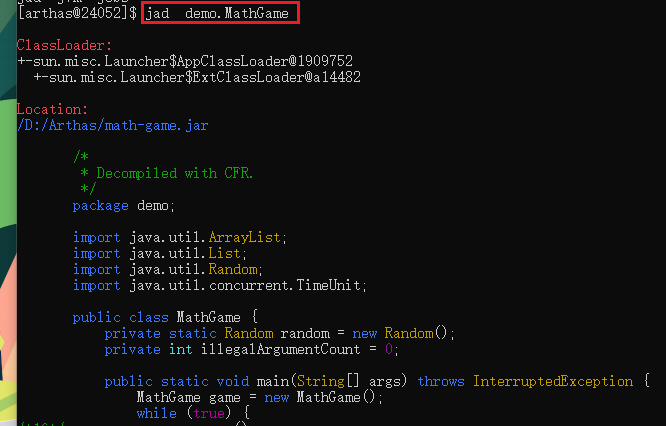 [arthas@24052]$ jad  demo.MathGame
ClassLoader:
+-sun.misc.Launcher$AppClassLoader@1909752
  +-sun.misc.Launcher$ExtClassLoader@a14482
Location:
/D:/Arthas/math-game.jar
/*
 * Decompiled with CFR.
 */
package demo;
import java.util.ArrayList;
import java.util.List;
import java.util.Random;
import java.util.concurrent.TimeUnit;
public class MathGame {
    private static Random random = new Random();
    private int illegalArgumentCount = 0;
    public static void main(String[] args) throws InterruptedException {
        MathGame game = new MathGame();
        while (true) {